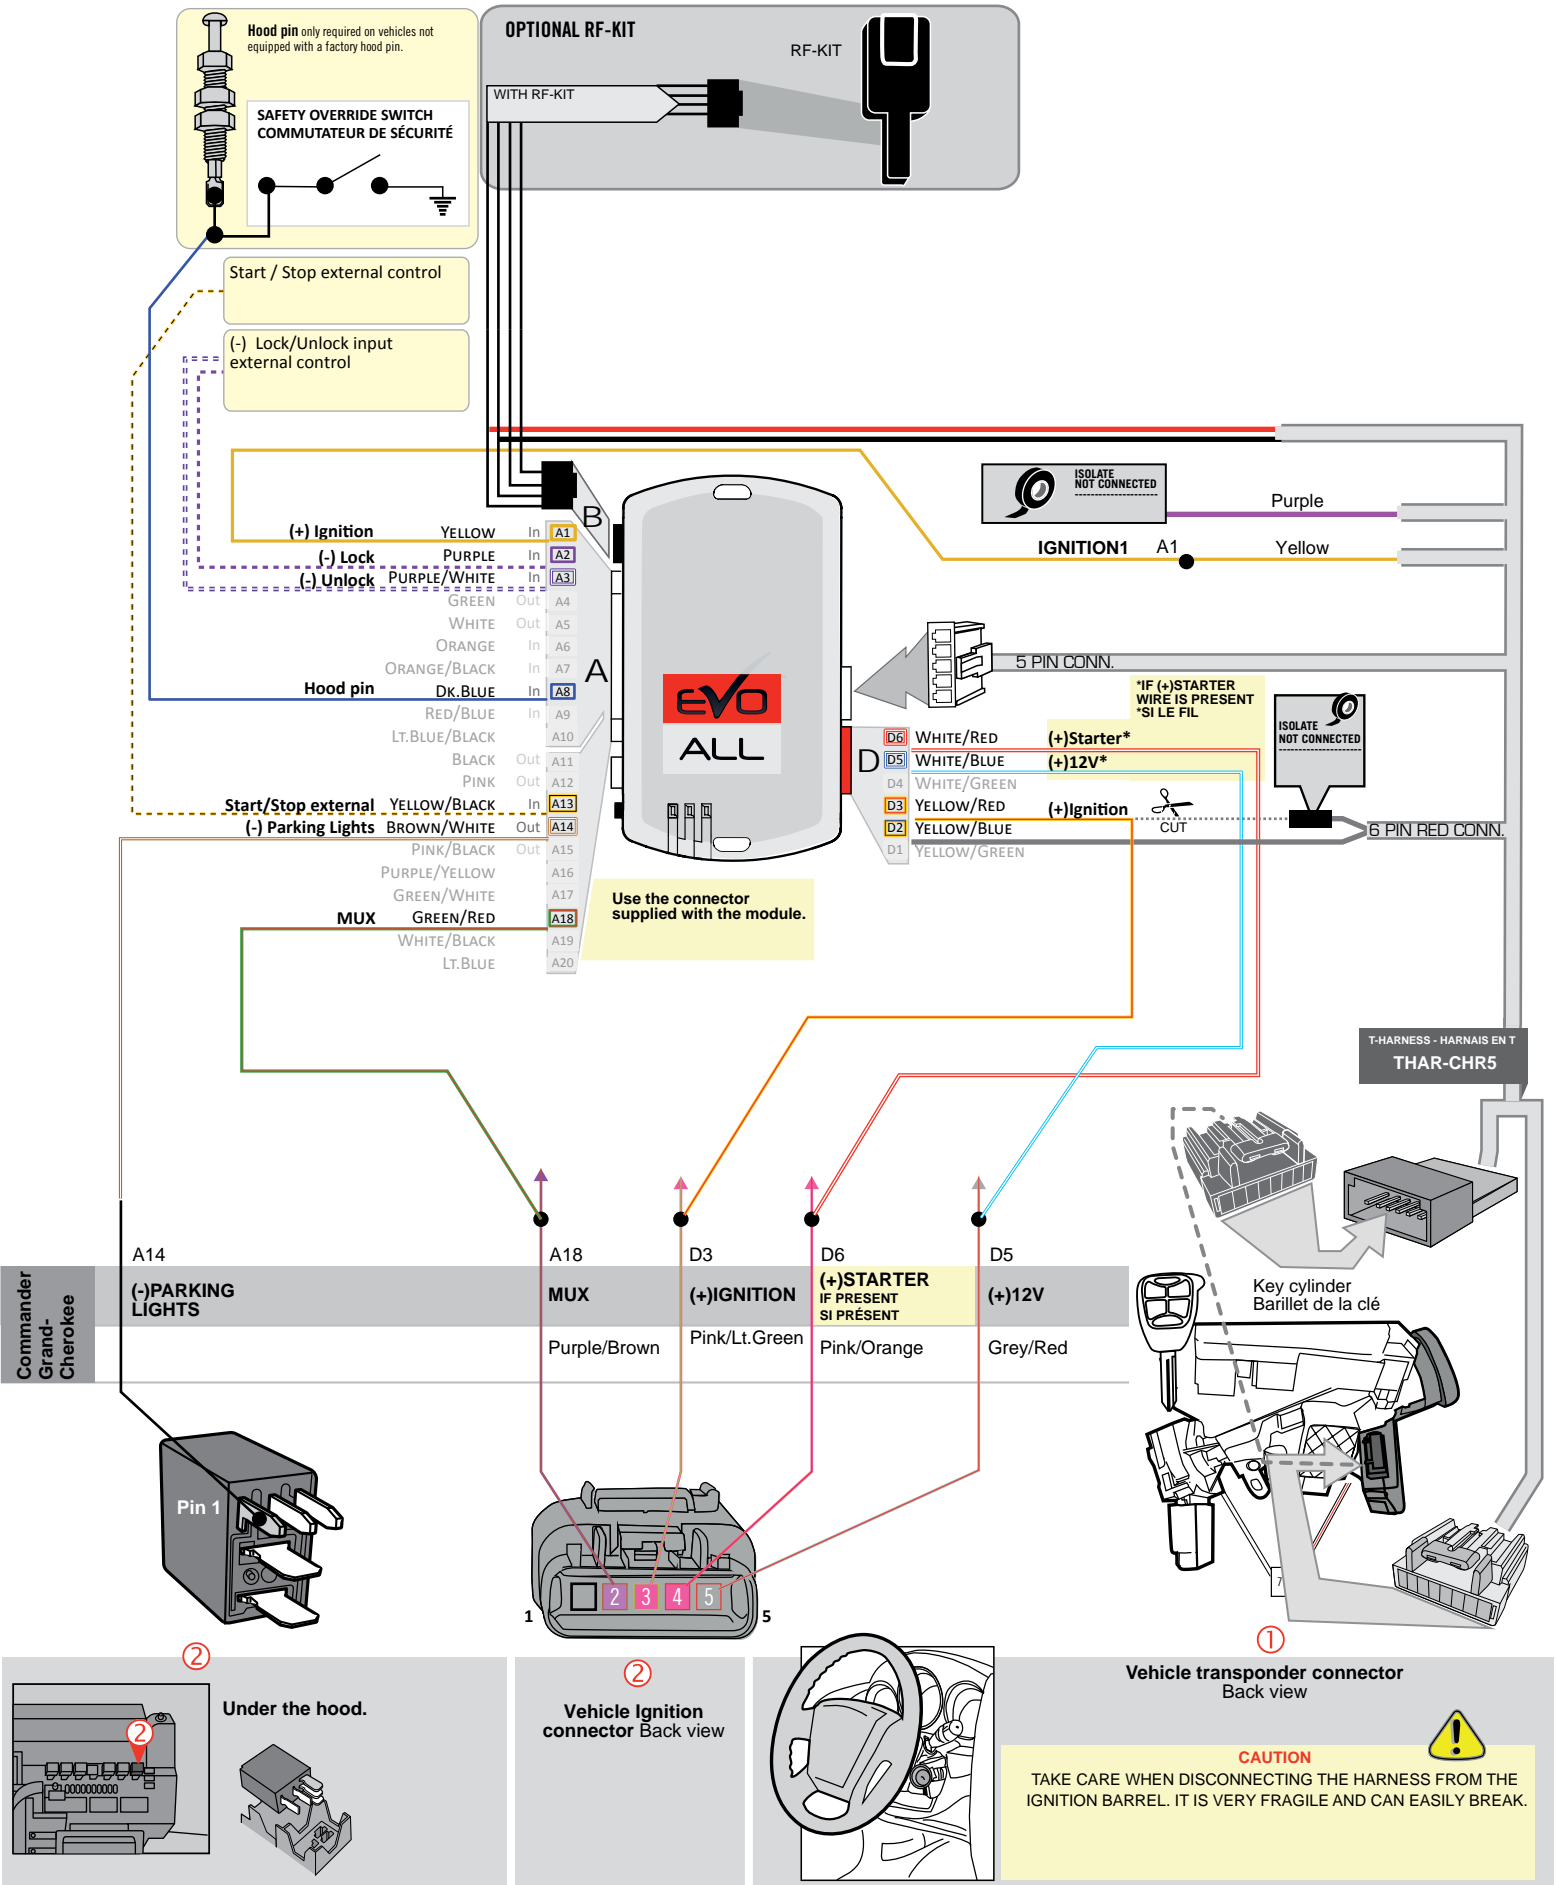 Hood pin only required on vehicles not
equipped with a factory hood pin.
SAFETY OVERRIDE SWITCH
COMMUTATEUR DE SÉCURITÉ
OPTIONAL RF-KIT
RF-KIT
WITH RF-KIT
Start / Stop external control
(-) Lock/Unlock input
external control
ISOLATE
NOT CONNECTED
Purple
IGNITION1 A1 Yellow
B
A
(+) Ignition YELLOW In A1
(-) Lock PURPLE In A2
(-) Unlock PURPLE/WHITE In A3
GREEN Out A4
WHITE Out A5
ORANGE In A6
ORANGE/BLACK In A7
Hood pin DK.BLUE In A8
RED/BLUE In A9
LT.BLUE/BLACK A10
BLACK Out A11
PINK Out A12
Start/Stop external YELLOW/BLACK In A13
(-) Parking Lights BROWN/WHITE Out A14
PINK/BLACK Out A15
PURPLE/YELLOW A16
GREEN/WHITE A17
MUX GREEN/RED A18
WHITE/BLACK A19
LT.BLUE A20
EVO
ALL
Use the connector
supplied with the module.
5 PIN CONN.
*IF (+)STARTER
WIRE IS PRESENT
*SI LE FIL
D
D6 WHITE/RED (+)Starter*
D5 WHITE/BLUE (+)12V*
D4 WHITE/GREEN
D3 YELLOW/RED (+)Ignition
D2 YELLOW/BLUE
D1 YELLOW/GREEN
CUT
ISOLATE
NOT CONNECTED
6 PIN RED CONN.
T-HARNESS - HARNAIS EN T
THAR-CHR5
Key cylinder
Barillet de la clé
Commander
Grand-
Cherokee
A14
(-)PARKING
LIGHTS
A18
MUX
Purple/Brown
D3
(+)IGNITION
Pink/Lt.Green
D6
(+)STARTER
IF PRESENT
SI PRÉSENT
Pink/Orange
D5
(+)12V
Grey/Red
Pin 1
2 3 4 5
1
5
7
2
Under the hood.
2
2
Vehicle Ignition
connector Back view
1
Vehicle transponder connector
Back view
CAUTION
TAKE CARE WHEN DISCONNECTING THE HARNESS FROM THE
IGNITION BARREL. IT IS VERY FRAGILE AND CAN EASILY BREAK.